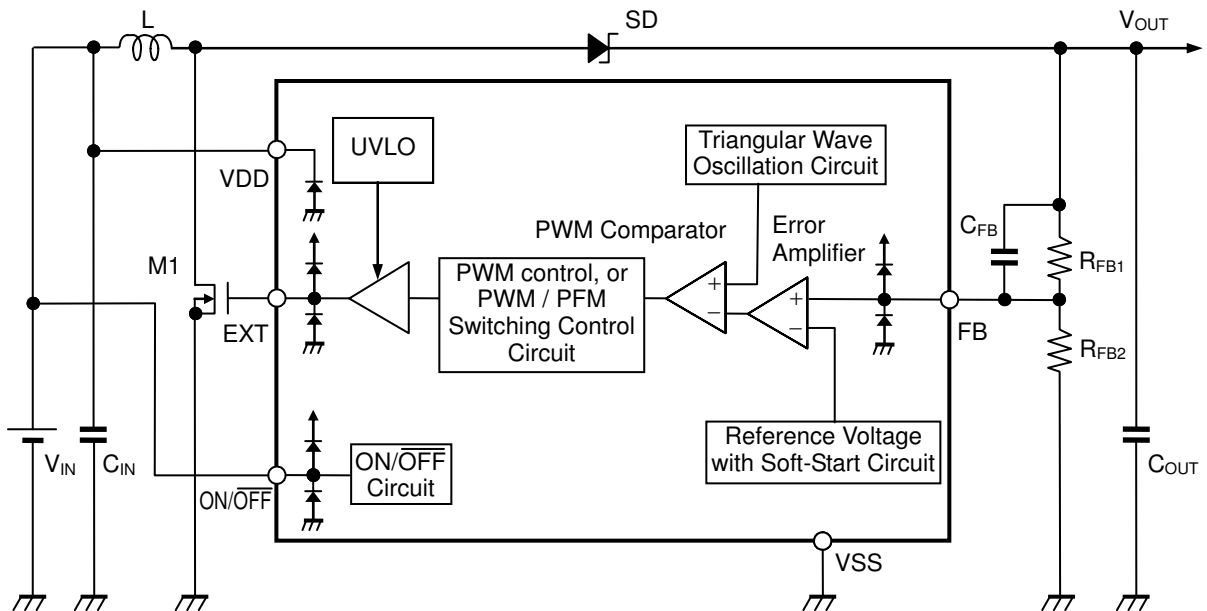 L
SD
VOUT
UVLO
Triangular Wave
Oscillation Circuit
VDD
PWM Comparator
Error
Amplifier
CFB
M1
PWM control, or
PWM / PFM
Switching Control
Circuit
+
−
+
−
RFB1
EXT
FB
RFB2
VIN
CIN
ON/OFF
Circuit
Reference Voltage
with Soft-Start Circuit
COUT
ON/OFF
VSS